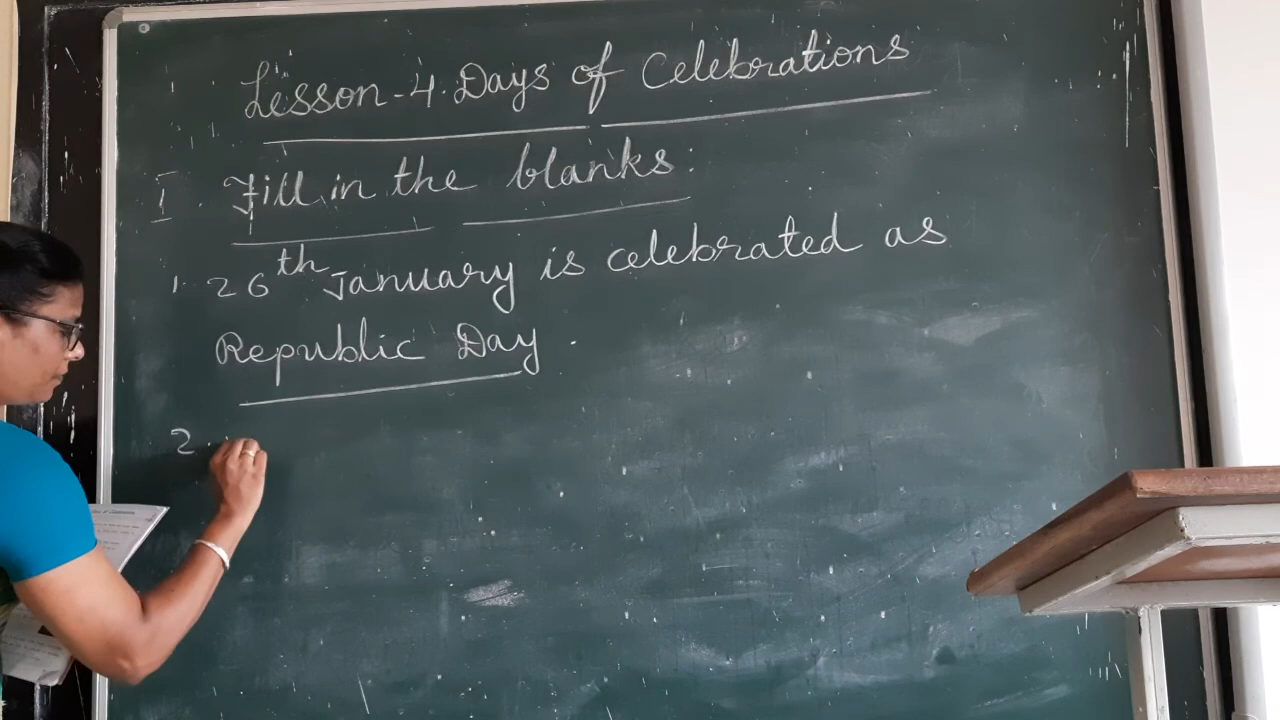 Lesson-4. Days of Celebrations
I. Fill in the blanks:
1. 26th January is celebrated as
Republic Day.
2.